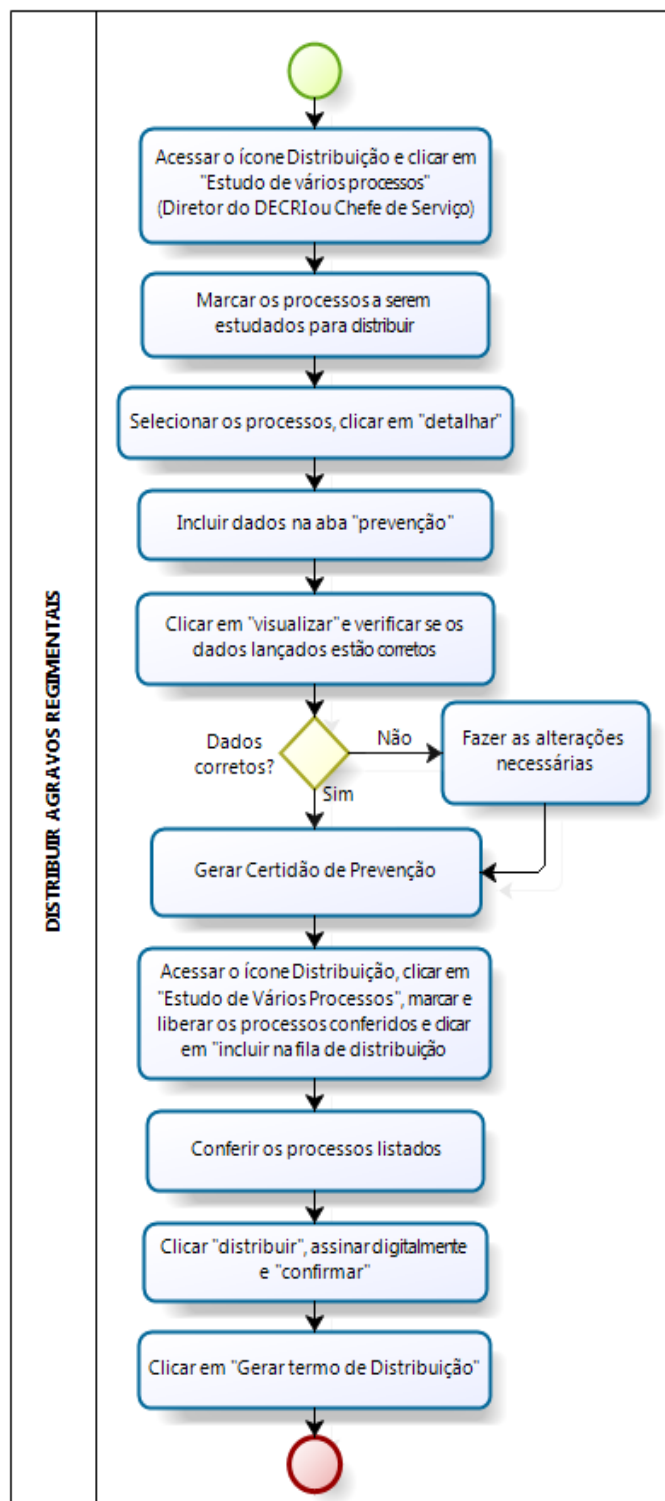 DISTRIBUIR AGRAVOS REGIMENTAIS
Acessar o ícone Distribuição e clicar em
"Estudo de vários processos"
(Diretor do DECRI ou Chefe de Serviço)
Marcar os processos a serem
estudados para distribuir
Selecionar os processos, clicar em "detalhar"
Incluir dados na aba "prevenção"
Clicar em "visualizar" e verificar se os
dados lançados estão corretos
Dados
corretos?
Não
Fazer as alterações
necessárias
Sim
Gerar Certidão de Prevenção
Acessar o ícone Distribuição, clicar em
"Estudo de Vários Processos", marcar e
liberar os processos conferidos e clicar
em "incluir na fila de distribuição
Conferir os processos listados
Clicar "distribuir", assinar digitalmente
e "confirmar"
Clicar em "Gerar termo de Distribuição"